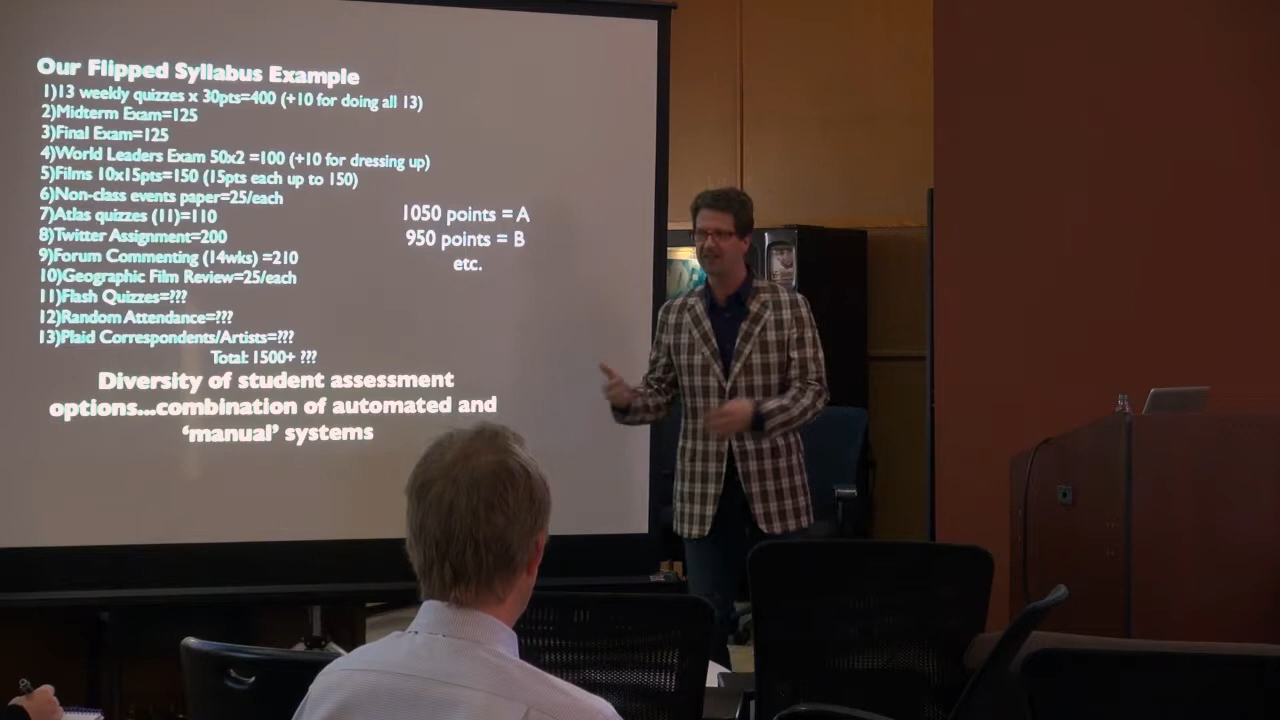 Our Flipped Syllabus Example
1)13 weekly quizzes x 30pts=400 (+10 for doing all 13)
2)Midterm Exam=125
3)Final Exam=125
4)World Leaders Exam 50x2 =100 (+10 for dressing up)
5)Films 10x15pts=150 (15pts each up to 150)
6)Non-class events paper=25/each
7)Atlas quizzes (11)=110
8)Twitter Assignment=200
9)Forum Commenting (14wks) =210
10)Geographic Film Review=25/each
11)Flash Quizzes=???
12)Random Attendance=???
13)Plaid Correspondents/Artists=???
Total: 1500+ ???
1050 points = A
950 points = B
etc.
Diversity of student assessment
options...combination of automated and
‘manual’ systems